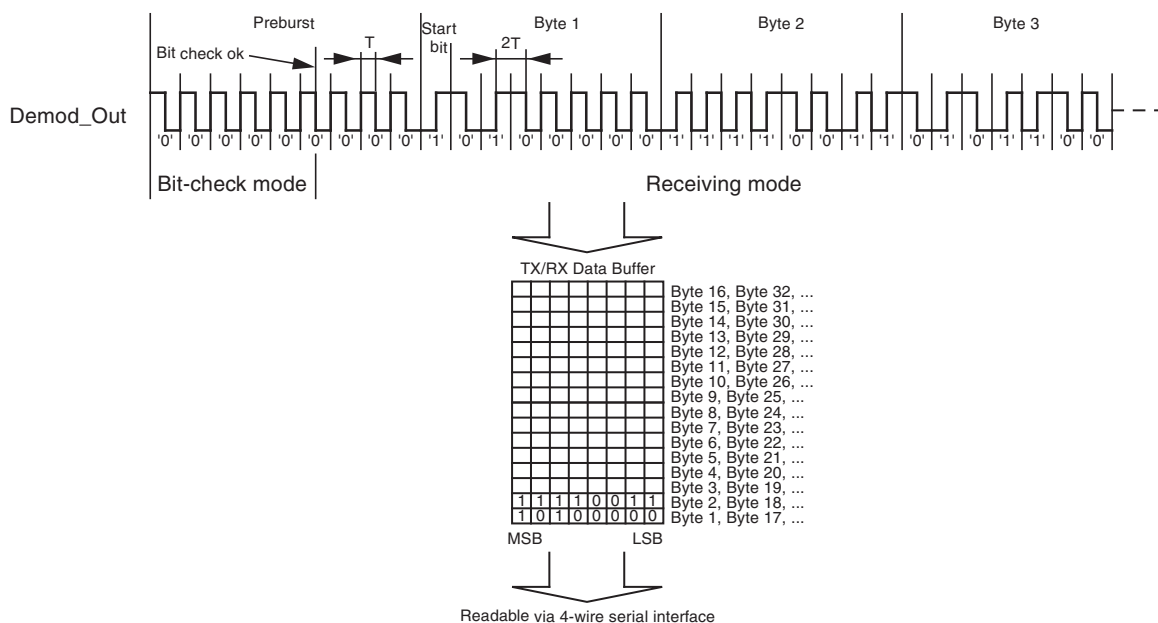 Preburst
Start bit
Byte 1
Byte 2
Byte 3
T
2T
Bit check ok
Demod_Out
'0' '0' '0' '0' '0' '0' '0' '0' '0' '1' '0' '1' '0' '0' '0' '0' '0' '1' '1' '1' '1' '0' '0' '1' '1' '0' '1' '0' '1' '1' '0' '0'
Bit-check mode
Receiving mode
TX/RX Data Buffer
Byte 16, Byte 32, ...
Byte 15, Byte 31, ...
Byte 14, Byte 30, ...
Byte 13, Byte 29, ...
Byte 12, Byte 28, ...
Byte 11, Byte 27, ...
Byte 10, Byte 26, ...
Byte 9, Byte 25, ...
Byte 8, Byte 24, ...
Byte 7, Byte 23, ...
Byte 6, Byte 22, ...
Byte 5, Byte 21, ...
Byte 4, Byte 20, ...
Byte 3, Byte 19, ...
1 1 1 1 0 0 1 1 Byte 2, Byte 18, ...
1 0 1 0 0 0 0 0 Byte 1, Byte 17, ...
MSB LSB
Readable via 4-wire serial interface